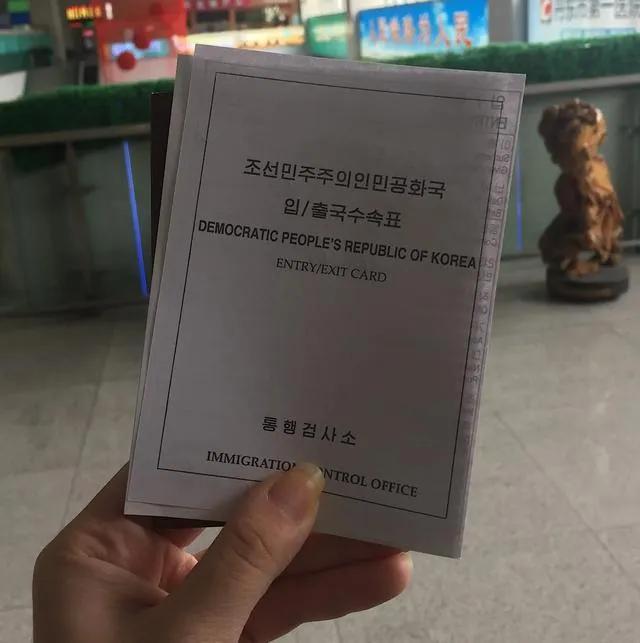 조선민주주의인민공화국
입/출국수속표
DEMOCRATIC PEOPLE'S REPUBLIC OF KOREA
ENTRY/EXIT CARD
통행검사소
IMMIGRATION CONTROL OFFICE